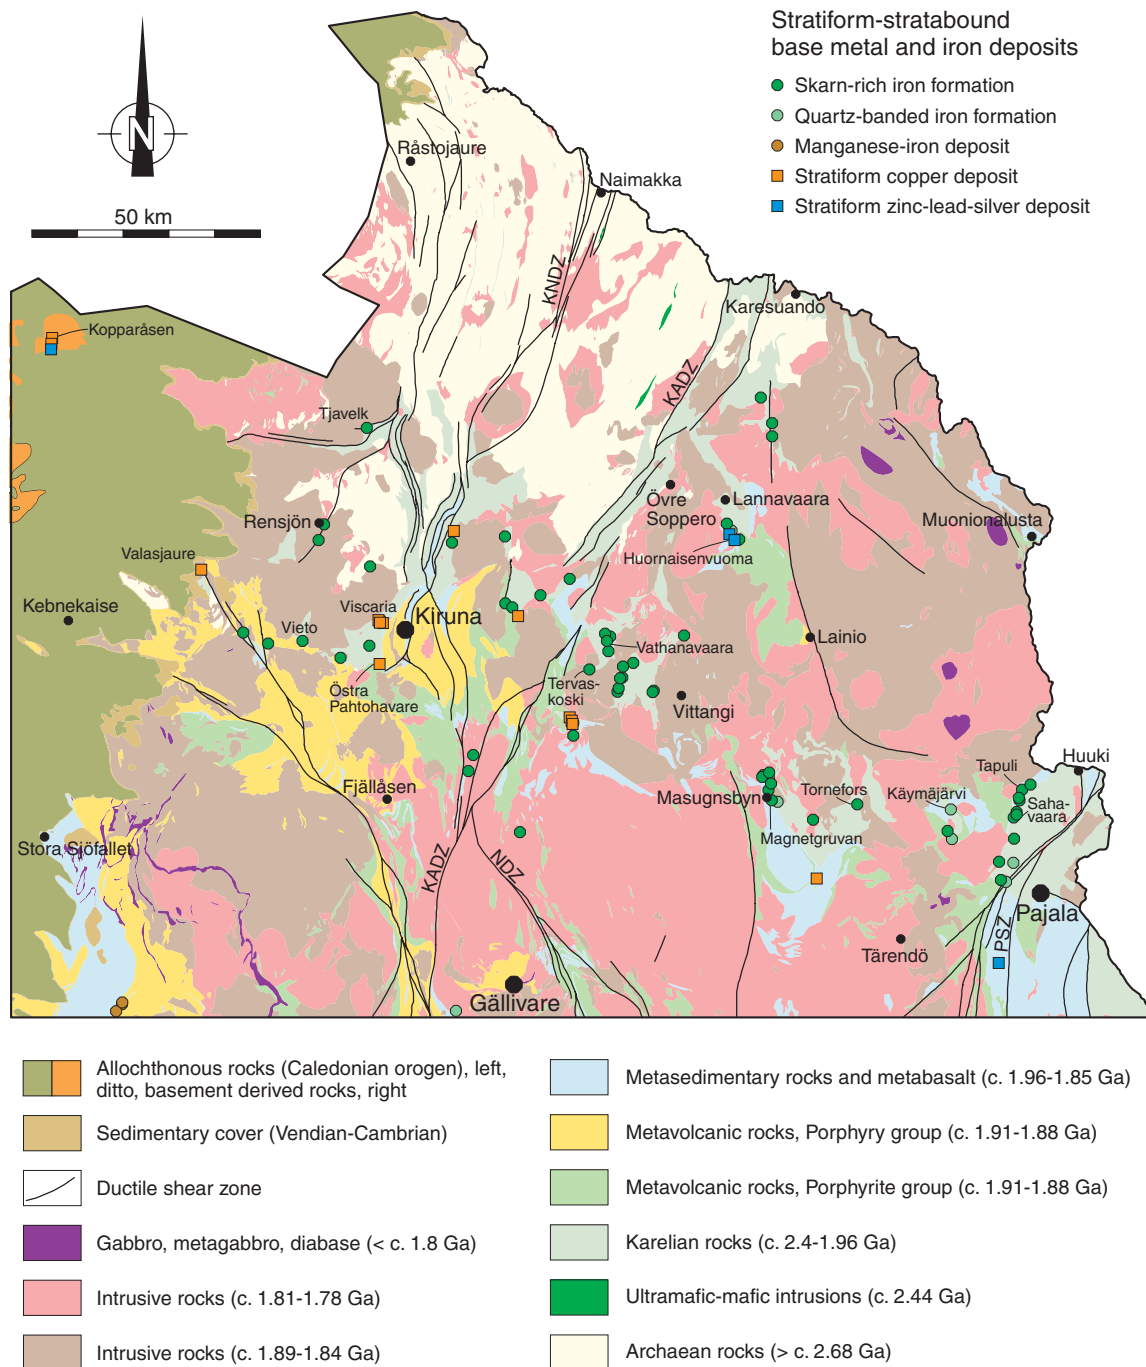 Stratiform-stratabound
base metal and iron deposits
Skarn-rich iron formation
Quartz-banded iron formation
Manganese-iron deposit
Stratiform copper deposit
Stratiform zinc-lead-silver deposit
N
50 km
Råstojaure
Naimakka
KNDZ
Karesuando
Kopparåsen
KADZ
Tjavelk
Rensjön
Övre
Soppero
Lannavaara
Muonionalusta
Huornaisenvuoma
Valasjaure
Kebnekaise
Viscaria
Kiruna
Vieto
Vathanavaara
Lainio
Östra
Pahtohavare
Tervas-
koski
Vittangi
Huuki
Tapuli
Fjällåsen
Masugnsbyn
Tornefors
Käymäjärvi
Saha-
vaara
Magnetgruvan
Stora Sjöfallet
KADZ
NDZ
Pajala
Tärendö
PSZ
Gällivare
Allochthonous rocks (Caledonian orogen), left,
ditto, basement derived rocks, right
Sedimentary cover (Vendian-Cambrian)
Ductile shear zone
Gabbro, metagabbro, diabase (< c. 1.8 Ga)
Intrusive rocks (c. 1.81-1.78 Ga)
Intrusive rocks (c. 1.89-1.84 Ga)
Metasedimentary rocks and metabasalt (c. 1.96-1.85 Ga)
Metavolcanic rocks, Porphyry group (c. 1.91-1.88 Ga)
Metavolcanic rocks, Porphyrite group (c. 1.91-1.88 Ga)
Karelian rocks (c. 2.4-1.96 Ga)
Ultramafic-mafic intrusions (c. 2.44 Ga)
Archaean rocks (> c. 2.68 Ga)